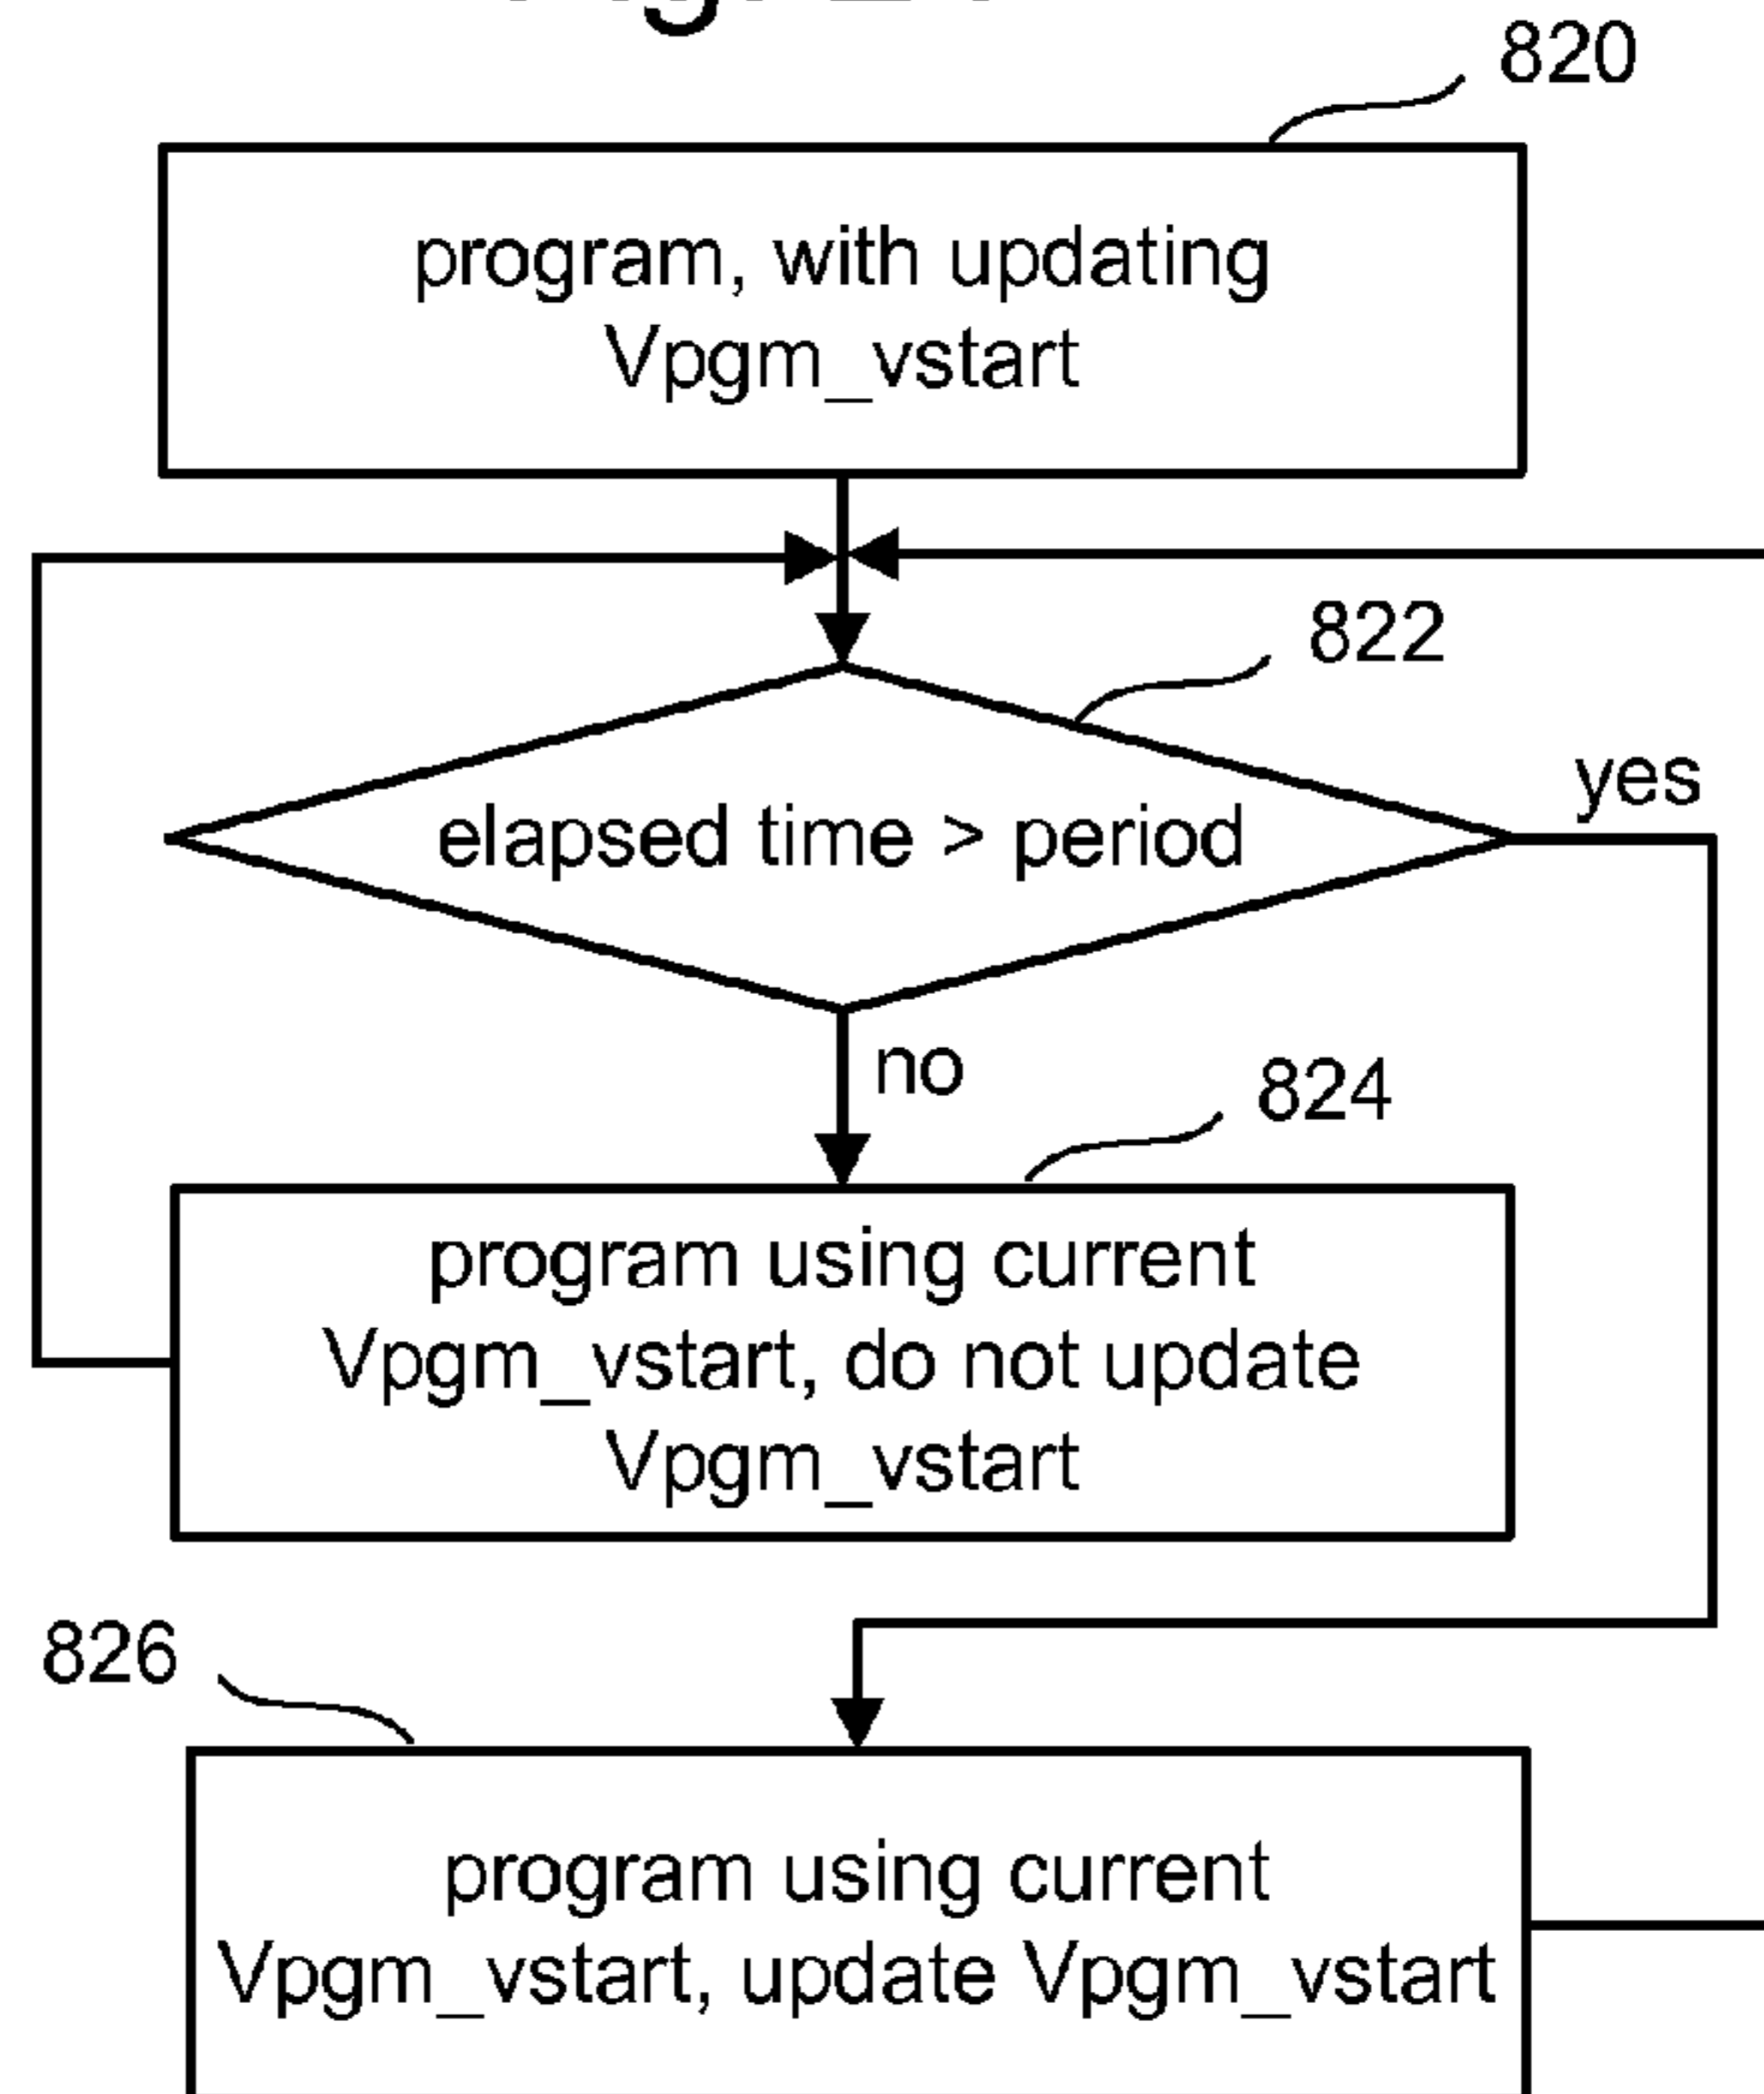 820
program, with updating
Vpgm_vstart
822
yes
elapsed time > period
no
824
program using current
Vpgm_vstart, do not update
Vpgm_vstart
826
program using current
Vpgm_vstart, update Vpgm_vstart